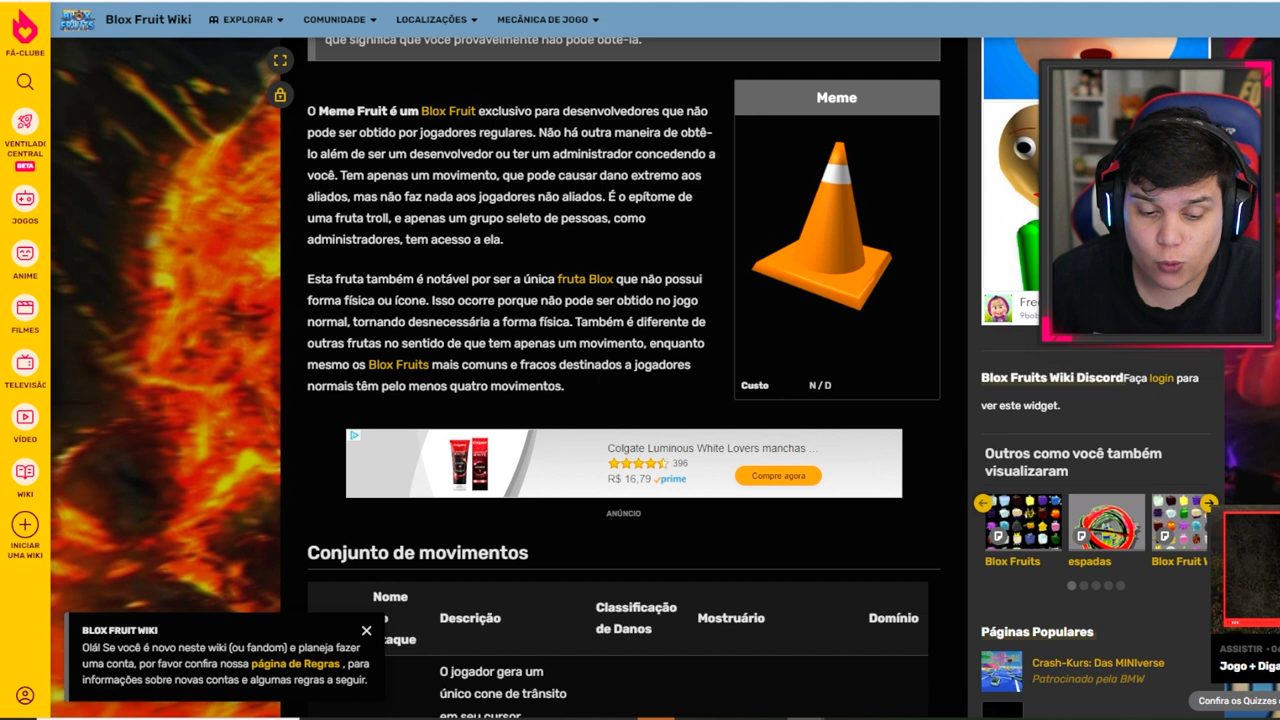 Blox Fruit Wiki
EXPLORAR
COMUNIDADE
LOCALIZAÇÕES
MECÂNICA DE JOGO
FÃ-CLUBE
VENTILADO
CENTRAL
BETA
JOGOS
ANIME
FILMES
TELEVISÃO
VÍDEO
WIKI
INICIAR
UMA WIKI
que significa que você provavelmente não pode obtê-la.
O Meme Fruit é um Blox Fruit exclusivo para desenvolvedores que não
pode ser obtido por jogadores regulares. Não há outra maneira de obtê-
lo além de ser um desenvolvedor ou ter um administrador concedendo a
você. Tem apenas um movimento, que pode causar dano extremo aos
aliados, mas não faz nada aos jogadores não aliados. É o epítome de
uma fruta troll, e apenas um grupo seleto de pessoas, como
administradores, tem acesso a ela.
Esta fruta também é notável por ser a única fruta Blox que não possui
forma física ou ícone. Isso ocorre porque não pode ser obtido no jogo
normal, tornando desnecessária a forma física. Também é diferente de
outras frutas no sentido de que tem apenas um movimento, enquanto
mesmo os Blox Fruits mais comuns e fracos destinados a jogadores
normais têm pelo menos quatro movimentos.
Meme
Custo N / D
Colgate Luminous White Lovers manchas ...
396
R$ 16,79 prime
Compre agora
ANÚNCIO
Conjunto de movimentos
Nome
o
taque
Descrição
Classificação
de Danos
Mostruário
Domínio
O jogador gera um
único cone de trânsito
em seu cursor
BLOX FRUIT WIKI
Olá! Se você é novo neste wiki (ou fandom) e planeja fazer
uma conta, por favor confira nossa página de Regras , para
informações sobre novas contas e algumas regras a seguir.
Fre
9bob
Blox Fruits Wiki DiscordFaça login para
ver este widget.
Outros como você também
visualizaram
Blox Fruits
espadas
Blox Fruit W
Páginas Populares
Crash-Kurs: Das MINIverse
Patrocinado pela BMW
ASSISTIR
Jogo + Diga
Confira os Quizzes